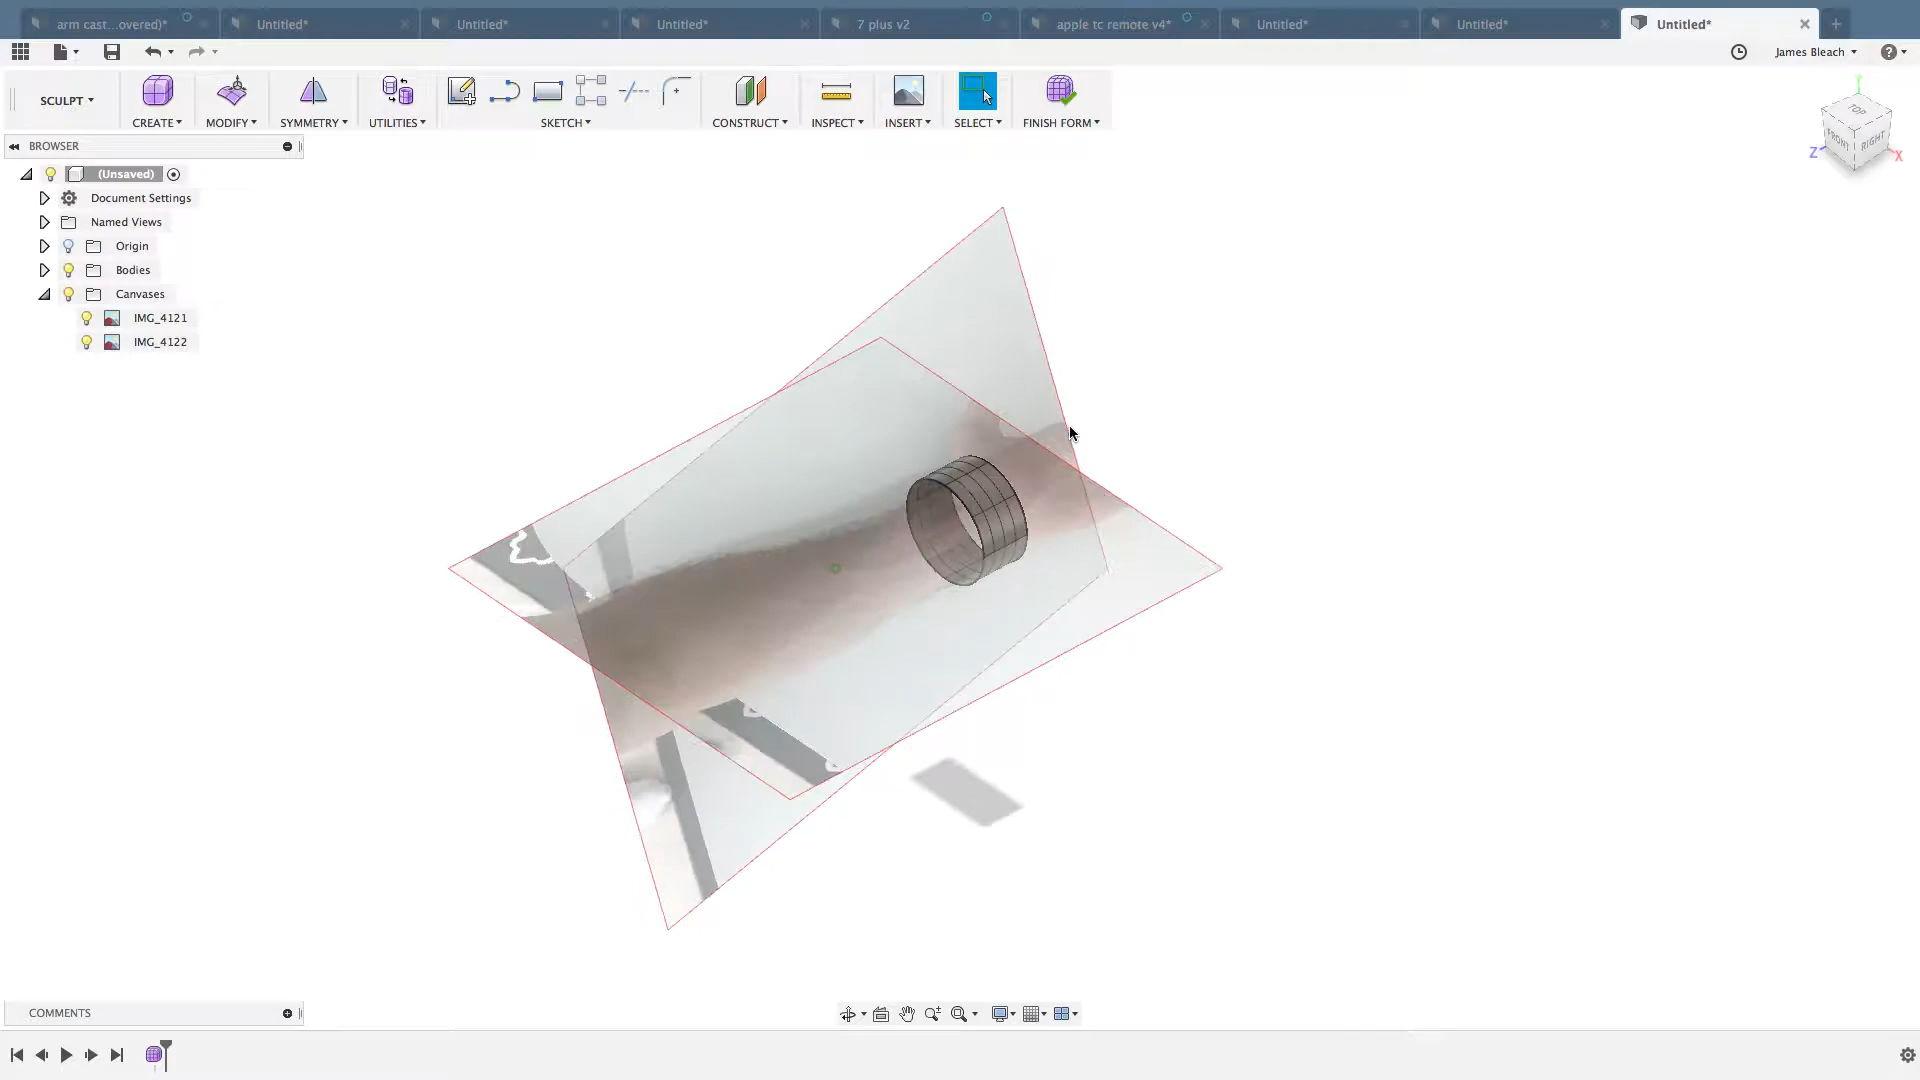 arm cast...overed)* Untitled* Untitled* Untitled* 7 plus v2 apple tc remote v4* Untitled* Untitled* Untitled*
James Bleach
SCULPT
CREATE MODIFY SYMMETRY UTILITIES SKETCH CONSTRUCT INSPECT INSERT SELECT FINISH FORM
BROWSER
(Unsaved)
Document Settings
Named Views
Origin
Bodies
Canvases
IMG_4121
IMG_4122
Y
TOP
FRONT RIGHT
Z X
COMMENTS